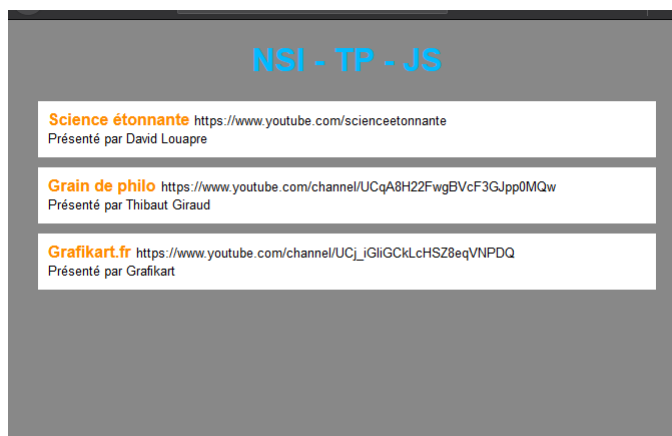 NSI - TP - JS
Science étonnante https://www.youtube.com/scienceetonnante
Présenté par David Louapre
Grain de philo https://www.youtube.com/channel/UCqA8H22FwgBVcF3GJpp0MQw
Présenté par Thibaut Giraud
Grafikart.fr https://www.youtube.com/channel/UCj_iGliGCkLcHSZ8eqVNPDQ
Présenté par Grafikart